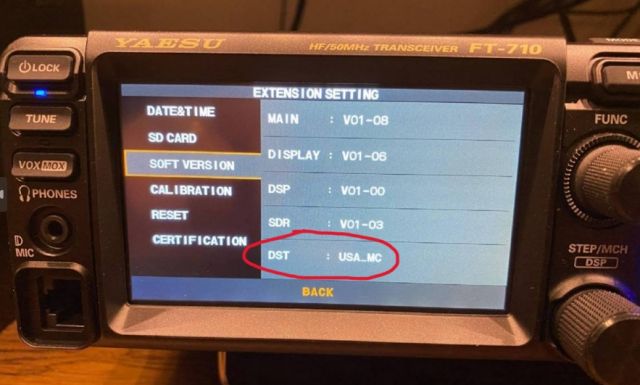 YAESU
HF/50MHz TRANSCEIVER FT-710
LOCK
TUNE
VOX MOX
PHONES
MIC
EXTENSION SETTING
DATE&TIME
SD CARD
SOFT VERSION
CALIBRATION
RESET
CERTIFICATION
MAIN : V01-08
DISPLAY : V01-06
DSP : V01-00
SDR : V01-03
DST : USA_MC
BACK
FUNC
STEP/MCH
DSP